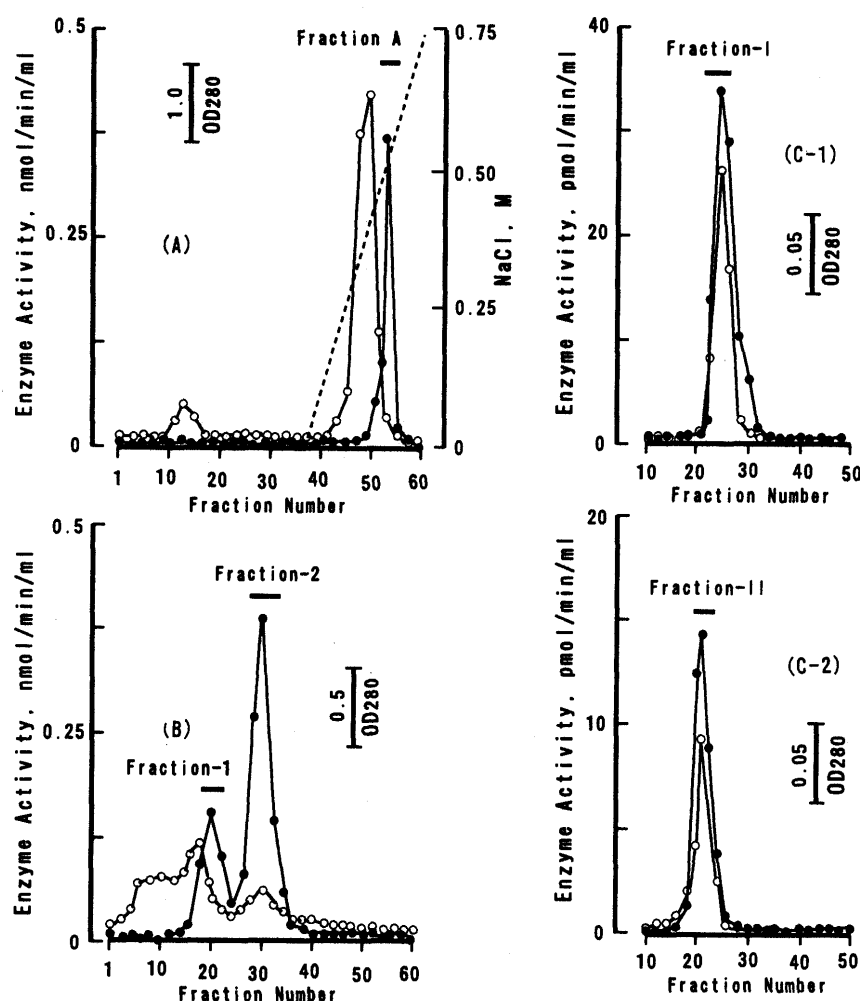 Enzyme Activity, nmol/min/ml
0.5
0.25
0
1.0
OD280
(A)
Fraction A
0.75
0.50
0.25
0
NaCl, M
1 10 20 30 40 50 60
Fraction Number
Enzyme Activity, pmol/min/ml
40
20
0
Fraction-I
(C-1)
0.05
OD280
10 20 30 40 50
Fraction Number
Enzyme Activity, nmol/min/ml
0.5
0.25
0
Fraction-2
(B)
Fraction-1
0.5
OD280
1 10 20 30 40 50 60
Fraction Number
Enzyme Activity, pmol/min/ml
20
10
0
Fraction-II
(C-2)
0.05
OD280
10 20 30 40 50
Fraction Number